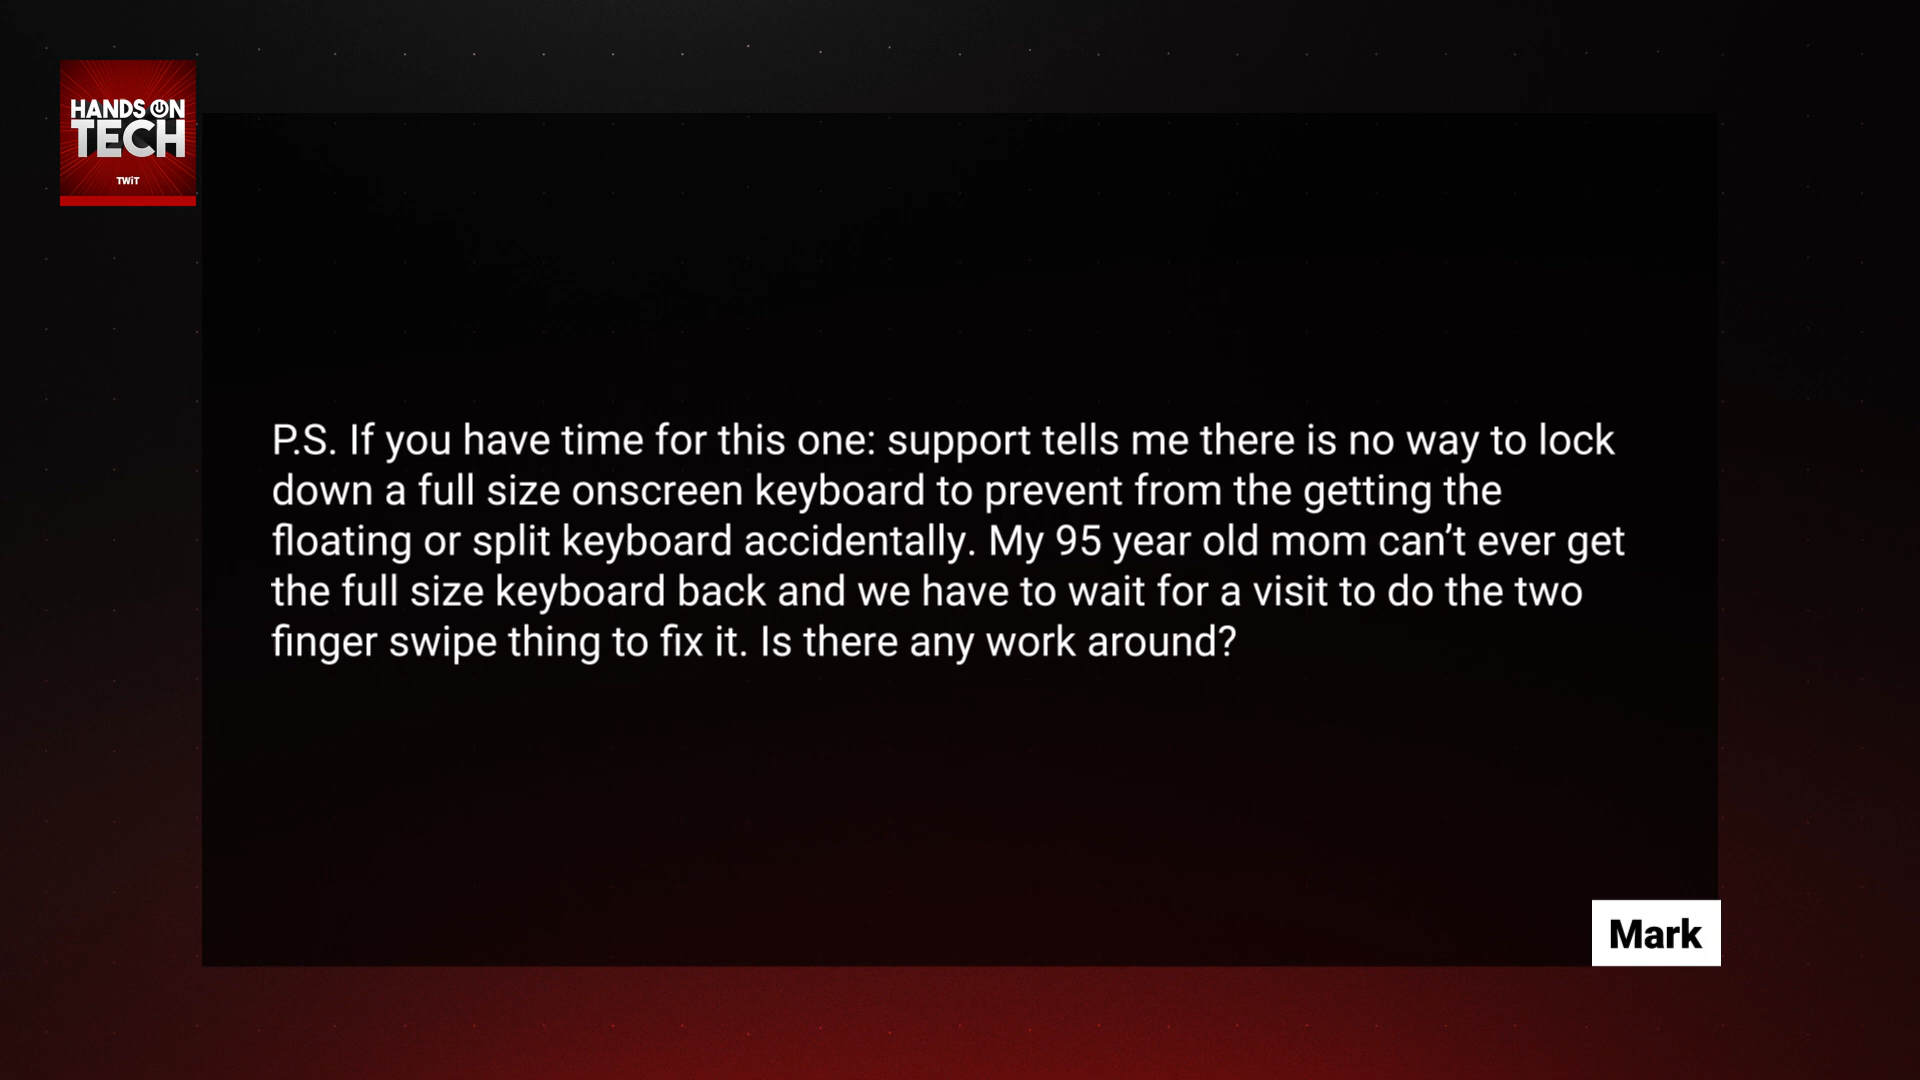 HANDS ON
TECH
TWiT
P.S. If you have time for this one: support tells me there is no way to lock
down a full size onscreen keyboard to prevent from the getting the
floating or split keyboard accidentally. My 95 year old mom can’t ever get
the full size keyboard back and we have to wait for a visit to do the two
finger swipe thing to fix it. Is there any work around?
Mark